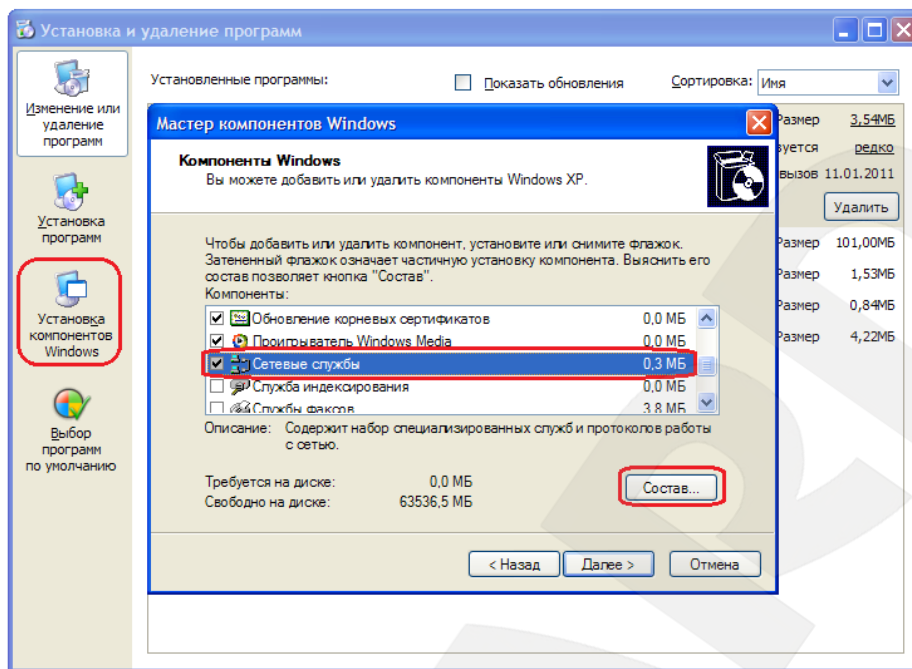 Установка и удаление программ
Изменение или
удаление
программ
Установка
программ
Установка
компонентов
Windows
Выбор
программ
по умолчанию
Установленные программы:
Показать обновления
Сортировка: Имя
Размер 3,54МБ
зуется редко
вызов 11.01.2011
Удалить
Размер 101,00МБ
Размер 1,53МБ
Размер 0,84МБ
Размер 4,22МБ
Мастер компонентов Windows
Компоненты Windows
Вы можете добавить или удалить компоненты Windows XP.
Чтобы добавить или удалить компонент, установите или снимите флажок.
Затененный флажок означает частичную установку компонента. Выяснить его
состав позволяет кнопка "Состав".
Компоненты:
Обновление корневых сертификатов 0,0 МБ
Проигрыватель Windows Media 0,0 МБ
Сетевые службы 0,3 МБ
Служба индексирования 0,0 МБ
Службы факсов 3,8 МБ
Описание: Содержит набор специализированных служб и протоколов работы
с сетью.
Требуется на диске: 0,0 МБ
Свободно на диске: 63536,5 МБ
Состав...
< Назад
Далее >
Отмена